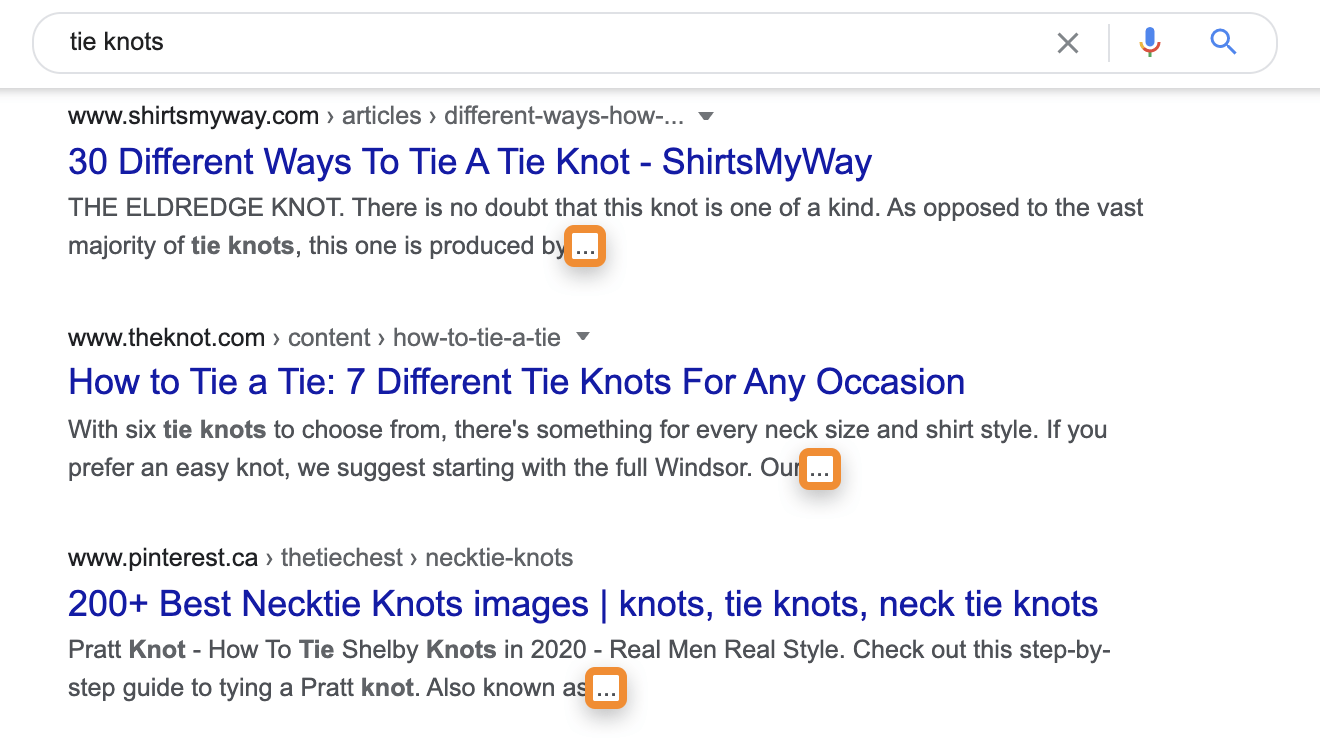 tie knots
www.shirtsmyway.com › articles › different-ways-how-...
30 Different Ways To Tie A Tie Knot - ShirtsMyWay
THE ELDREDGE KNOT. There is no doubt that this knot is one of a kind. As opposed to the vast
majority of tie knots, this one is produced by ...
www.theknot.com › content › how-to-tie-a-tie
How to Tie a Tie: 7 Different Tie Knots For Any Occasion
With six tie knots to choose from, there's something for every neck size and shirt style. If you
prefer an easy knot, we suggest starting with the full Windsor. Our ...
www.pinterest.ca › thetiechest › necktie-knots
200+ Best Necktie Knots images | knots, tie knots, neck tie knots
Pratt Knot - How To Tie Shelby Knots in 2020 - Real Men Real Style. Check out this step-by-
step guide to tying a Pratt knot. Also known as ...